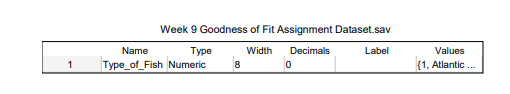 Week 9 Goodness of Fit Assignment Dataset.sav
Name Type Width Decimals Label Values
1 Type_of_Fish Numeric 8 0 {1, Atlantic ...